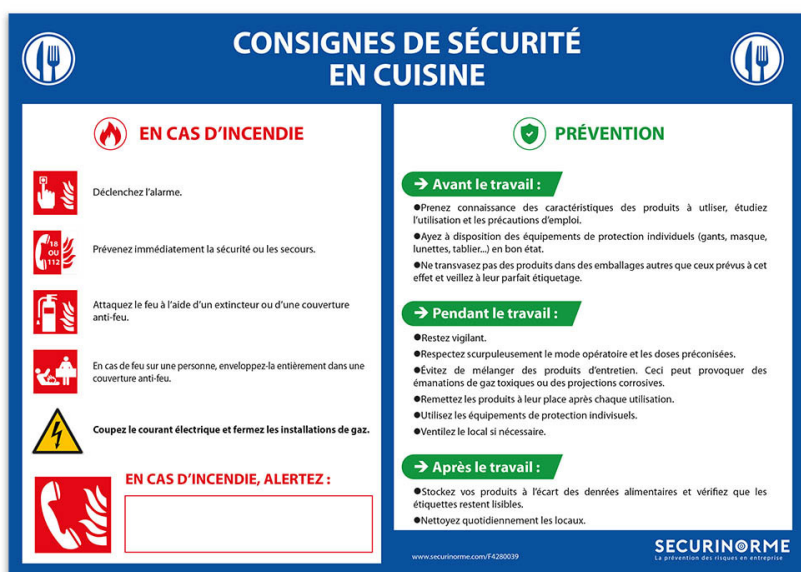 CONSIGNES DE SÉCURITÉ
EN CUISINE
EN CAS D'INCENDIE
Déclenchez l'alarme.
18
OU
112
Prévenez immédiatement la sécurité ou les secours.
Attaquez le feu à l'aide d'un extincteur ou d'une couverture
anti-feu.
En cas de feu sur une personne, enveloppez-la entièrement dans une
couverture anti-feu.
Coupez le courant électrique et fermez les installations de gaz.
EN CAS D'INCENDIE, ALERTEZ :
PRÉVENTION
→ Avant le travail :
●Prenez connaissance des caractéristiques des produits à utliser, étudiez
l'utilisation et les précautions d'emploi.
●Ayez à disposition des équipements de protection individuels (gants, masque,
lunettes, tablier...) en bon état.
●Ne transvasez pas des produits dans des emballages autres que ceux prévus à cet
effet et veillez à leur parfait étiquetage.
→ Pendant le travail :
●Restez vigilant.
●Respectez scurpuleusement le mode opératoire et les doses préconisées.
●Évitez de mélanger des produits d'entretien. Ceci peut provoquer des
émanations de gaz toxiques ou des projections corrosives.
●Remettez les produits à leur place après chaque utilisation.
●Utilisez les équipements de protection indivisuels.
●Ventilez le local si nécessaire.
→ Après le travail :
●Stockez vos produits à l'écart des denrées alimentaires et vérifiez que les
étiquettes restent lisibles.
●Nettoyez quotidiennement les locaux.
www.securinorme.com/F4280039
SECURINORME
La prévention des risques en entreprise